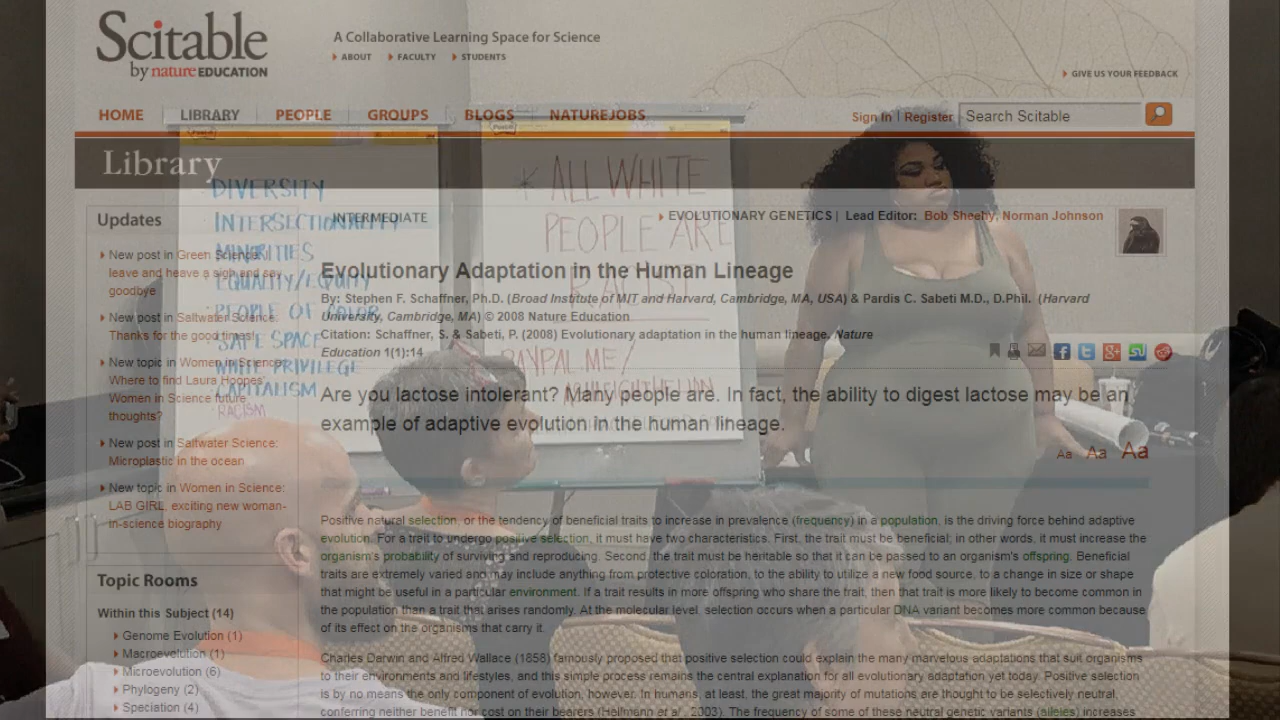 Scitable
by nature EDUCATION
A Collaborative Learning Space for Science
ABOUT FACULTY STUDENTS
GIVE US YOUR FEEDBACK
HOME LIBRARY PEOPLE GROUPS BLOGS NATUREJOBS
Sign In | Register Search Scitable
Library
Updates
New post in Green Science:
leave and heave a sigh and say
goodbye
New post in Saltwater Science:
Thanks for the good times!
New topic in Women in Science:
Where to find Laura Hoopes'
Women in Science future
thoughts?
New post in Saltwater Science:
Microplastic in the ocean
New topic in Women in Science:
LAB GIRL, exciting new woman-
in-science biography
Topic Rooms
Within this Subject (14)
Genome Evolution (1)
Macroevolution (1)
Microevolution (6)
Phylogeny (2)
Speciation (4)
DIVERSITY
INTERSECTIONALITY
MINORITIES
EQUALITY/EQUITY
PEOPLE OF COLOR
SAFE SPACE
WHITE PRIVILEGE
CAPITALISM
RACISM
* ALL WHITE
PEOPLE ARE
RACIST
PAYPAL.ME/
INTERMEDIATE
EVOLUTIONARY GENETICS | Lead Editor: Bob Sheehy, Norman Johnson
Evolutionary Adaptation in the Human Lineage
By: Stephen F. Schaffner, Ph.D. (Broad Institute of MIT and Harvard, Cambridge, MA, USA) & Pardis C. Sabeti M.D., D.Phil. (Harvard
University, Cambridge, MA) © 2008 Nature Education
Citation: Schaffner, S. & Sabeti, P. (2008) Evolutionary adaptation in the human lineage. Nature
Education 1(1):14
Are you lactose intolerant? Many people are. In fact, the ability to digest lactose may be an
example of adaptive evolution in the human lineage.
Aa Aa Aa
Positive natural selection, or the tendency of beneficial traits to increase in prevalence (frequency) in a population, is the driving force behind adaptive
evolution. For a trait to undergo positive selection, it must have two characteristics. First, the trait must be beneficial; in other words, it must increase the
organism's probability of surviving and reproducing. Second, the trait must be heritable so that it can be passed to an organism's offspring. Beneficial
traits are extremely varied and may include anything from protective coloration, to the ability to utilize a new food source, to a change in size or shape
that might be useful in a particular environment. If a trait results in more offspring who share the trait, then that trait is more likely to become common in
the population than a trait that arises randomly. At the molecular level, selection occurs when a particular DNA variant becomes more common because
of its effect on the organisms that carry it.
Charles Darwin and Alfred Wallace (1858) famously proposed that positive selection could explain the many marvelous adaptations that suit organisms
to their environments and lifestyles, and this simple process remains the central explanation for all evolutionary adaptation yet today. Positive selection
is by no means the only component of evolution, however. In humans, at least, the great majority of mutations are thought to be selectively neutral,
conferring neither benefit nor cost on their bearers (Hellmann et al., 2003). The frequency of some of these neutral genetic variants (alleles) increases